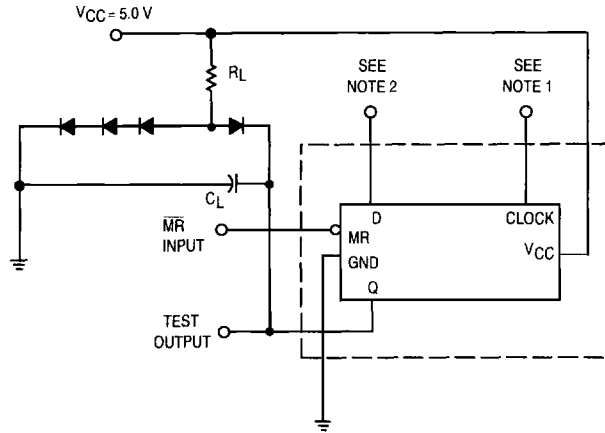 VCC = 5.0 V
RL
SEE
NOTE 2
SEE
NOTE 1
CL
D
CLOCK
MR
INPUT
MR
VCC
GND
Q
TEST
OUTPUT